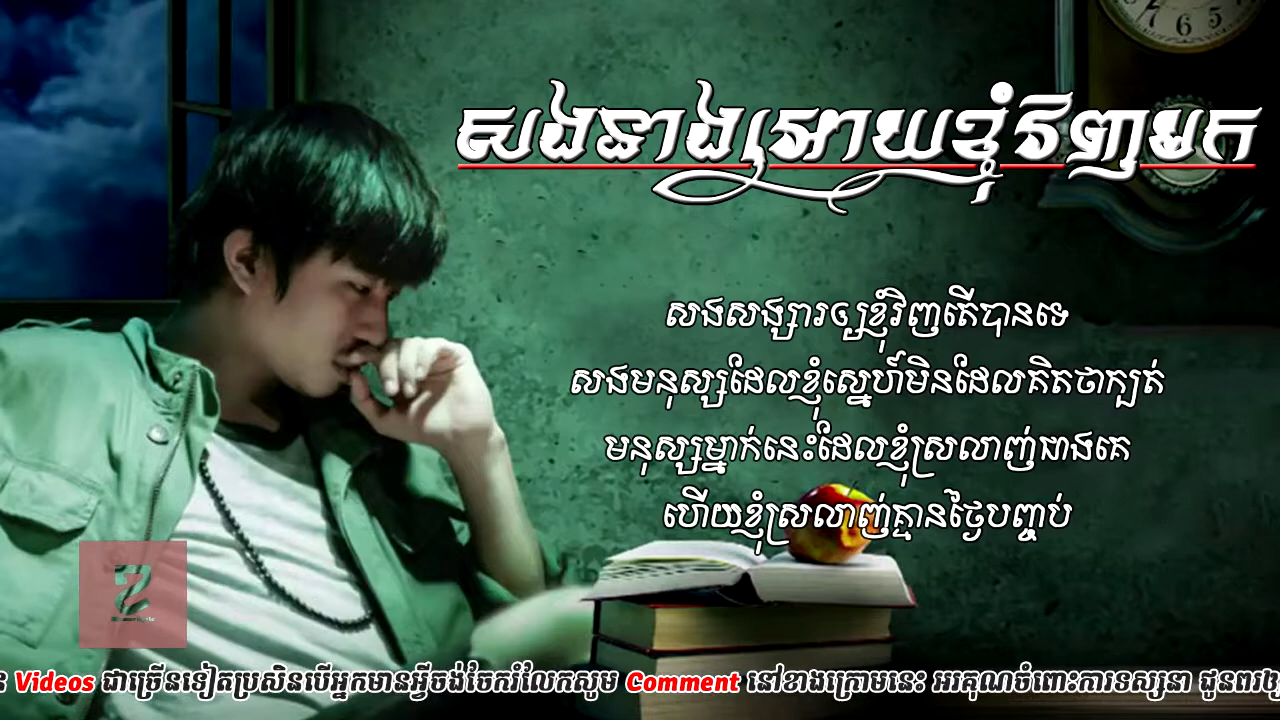 សងនាងឲ្យអោយខ្ញុំវិញមក
សងសង្សារឲ្យខ្ញុំវិញតើបានទេ
សងមនុស្សដែលខ្ញុំស្នេហ៍មិនដែលគិតថាក្បត់
មនុស្សម្នាក់នេះដែលខ្ញុំស្រលាញ់ជាងគេ
ហើយខ្ញុំស្រលាញ់គ្មានថ្ងៃបញ្ចប់
Z
Videos ជាច្រើនទៀតប្រសិនបើអ្នកមានអ្វីចង់ចែករំលែកសូម Comment នៅខាងក្រោមនេះ អរគុណចំពោះការទស្សនា ជូនពរ